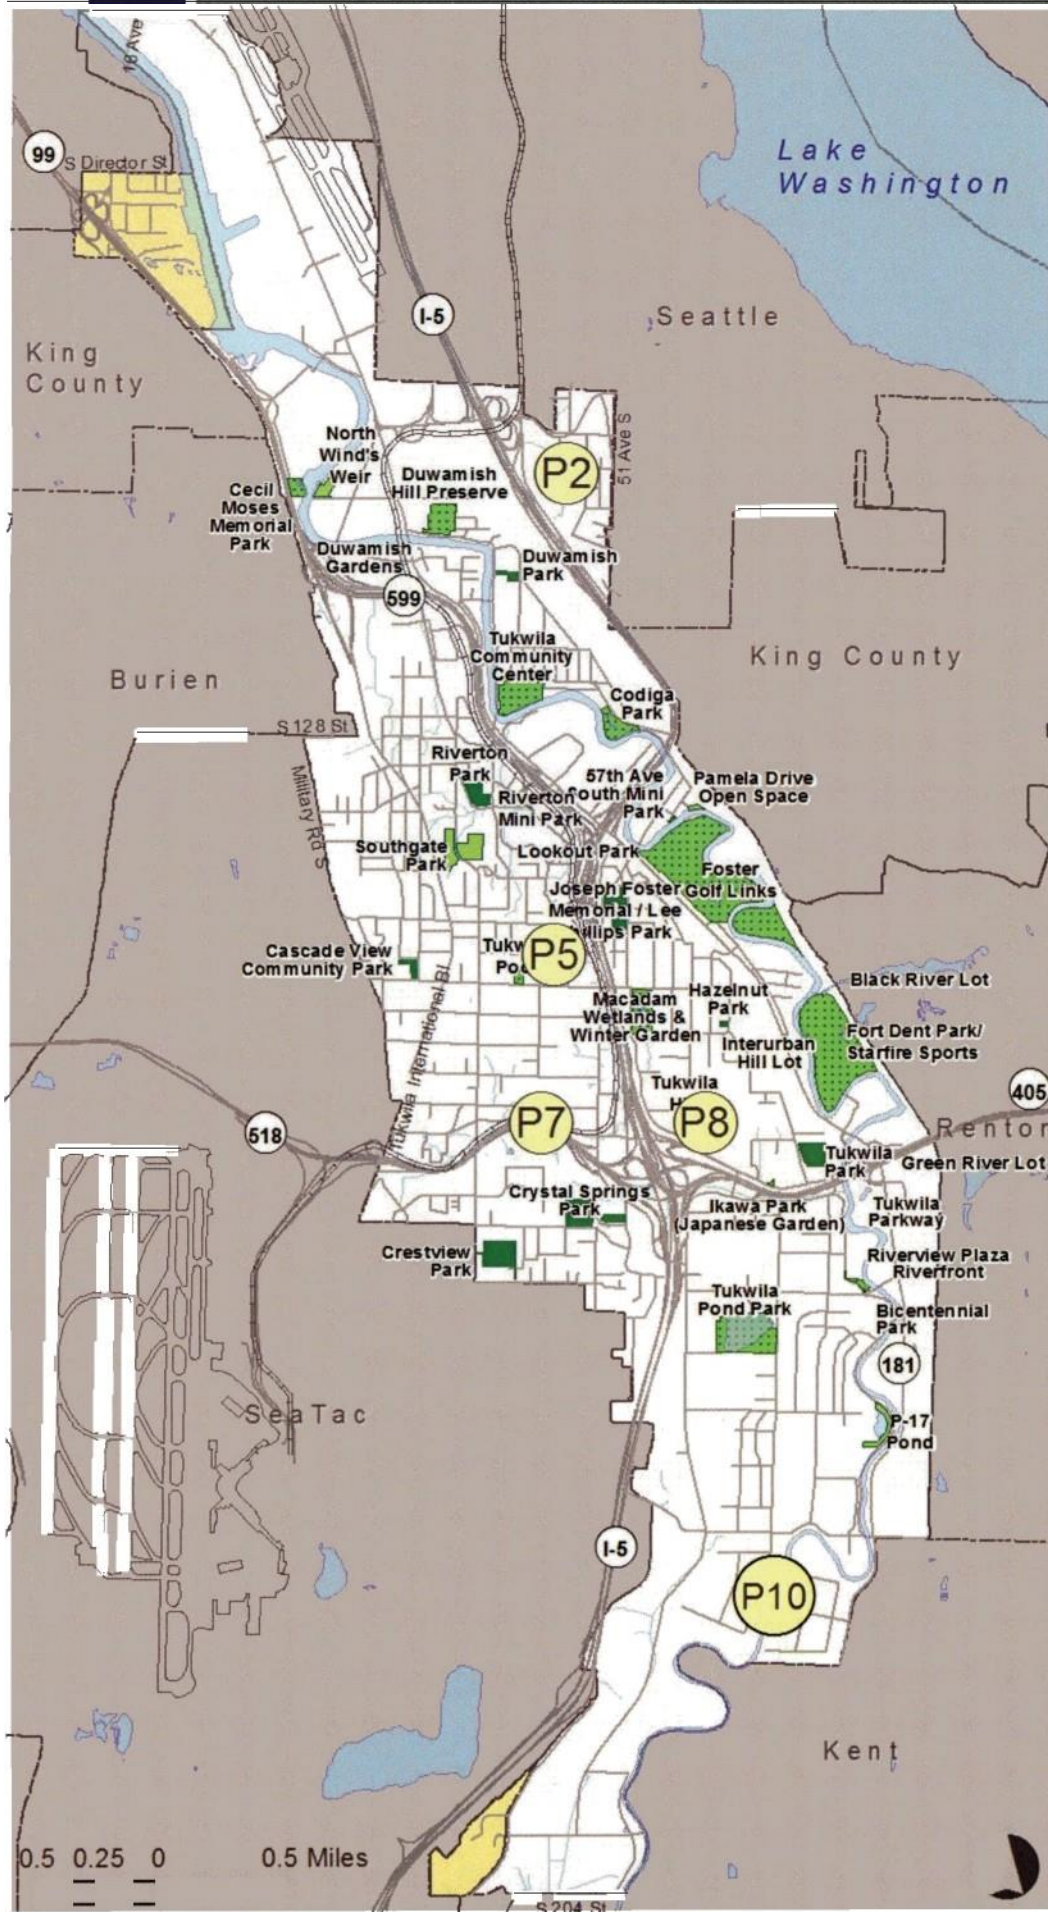 16 Ave
Lake
Washington
99
S Director St
I-5
Seattle
King
County
51 Ave S
North
Wind's
Weir
P2
Duwamish
Hill Preserve
Cecil
Moses
Memorial
Park
Duwamish
Gardens
Duwamish
Park
599
Tukwila
Community
Center
King County
Burien
Codiga
Park
S 128 St
Military Rd S
Riverton
Park
57th Ave
South Mini
Park
Pamela Drive
Open Space
Riverton
Mini Park
Southgate
Park
Lookout Park
Foster
Golf Links
Joseph Foster
Memorial / Lee
Park
P5
Cascade View
Community Park
Tukwila International Bl
Black River Lot
Macadam
Wetlands &
Winter Garden
Hazelnut
Park
Interurban
Hill Lot
Fort Dent Park/
Starfire Sports
Tukwila
405
518
P7
P8
Renton
Tukwila
Park
Green River Lot
Crystal Springs
Park
Ikawa Park
(Japanese Garden)
Tukwila
Parkway
Crestview
Park
Riverview Plaza
Riverfront
Tukwila
Pond Park
Bicentennial
Park
181
SeaTac
P-17
Pond
I-5
P10
Kent
0.5 0.25 0 0.5 Miles
S 204 St